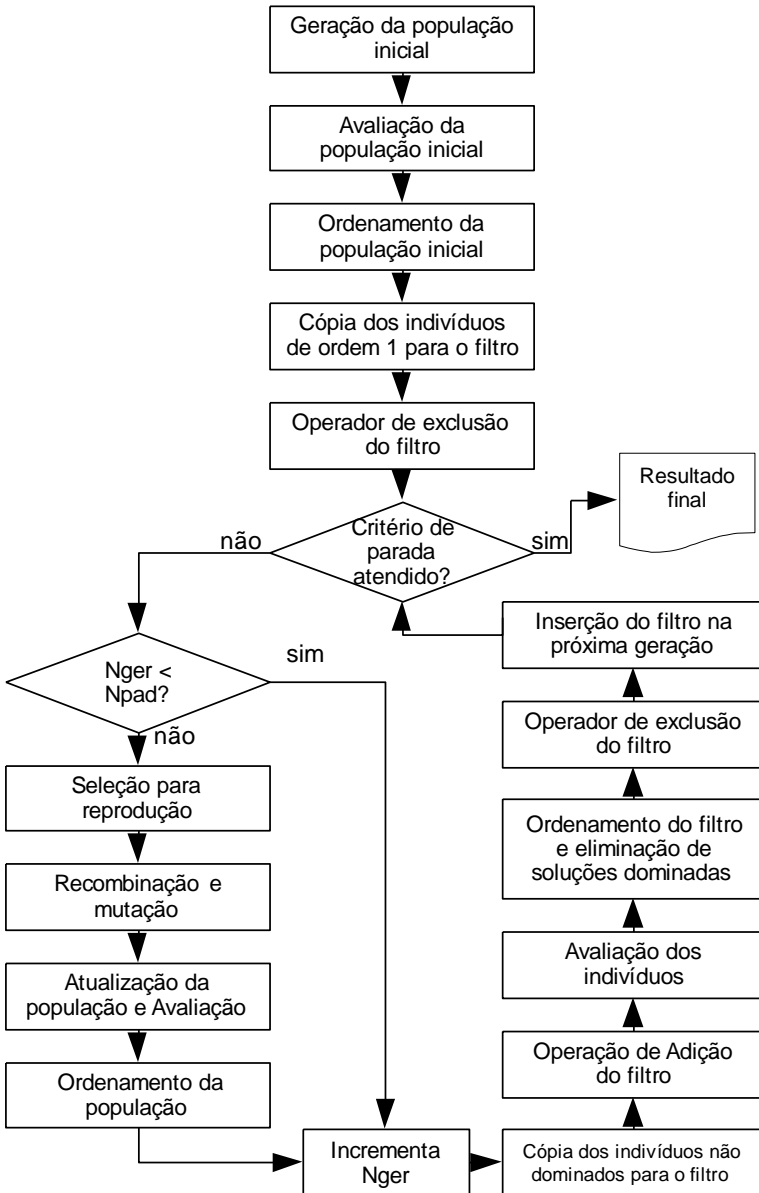 Geração da população
inicial
Avaliação da
população inicial
Ordenamento da
população inicial
Cópia dos indivíduos
de ordem 1 para o filtro
Operador de exclusão
do filtro
Critério de
parada
atendido?
não
sim
Resultado
final
Nger <
Npad?
sim
não
Seleção para
reprodução
Recombinação e
mutação
Atualização da
população e Avaliação
Ordenamento da
população
Incrementa
Nger
Cópia dos indivíduos não
dominados para o filtro
Operação de Adição
do filtro
Avaliação dos
indivíduos
Ordenamento do filtro
e eliminação de
soluções dominadas
Operador de exclusão
do filtro
Inserção do filtro na
próxima geração